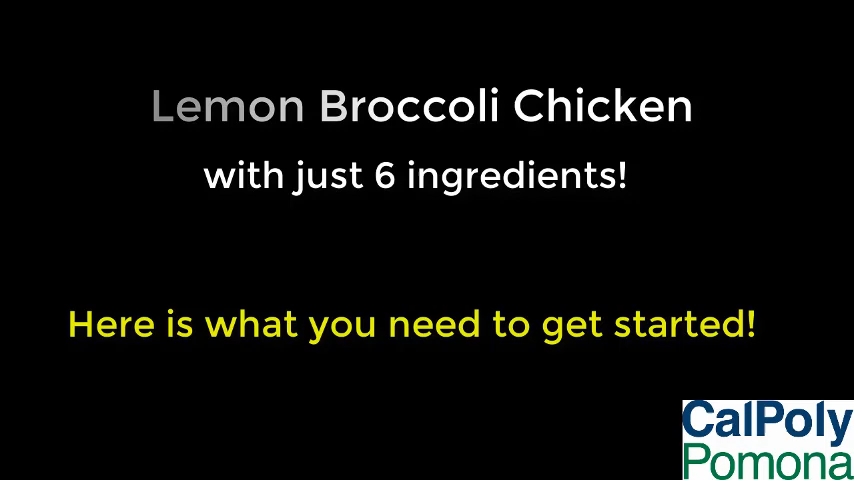 Lemon Broccoli Chicken
with just 6 ingredients!
Here is what you need to get started!
CalPoly
Pomona